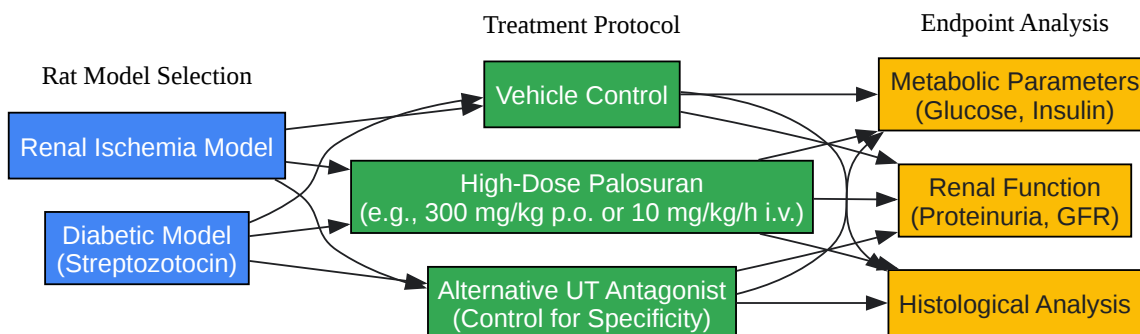 Rat Model Selection
Renal Ischemia Model
Diabetic Model
(Streptozotocin)
Treatment Protocol
Vehicle Control
High-Dose Palosuran
(e.g., 300 mg/kg p.o. or 10 mg/kg/h i.v.)
Alternative UT Antagonist
(Control for Specificity)
Endpoint Analysis
Metabolic Parameters
(Glucose, Insulin)
Renal Function
(Proteinuria, GFR)
Histological Analysis